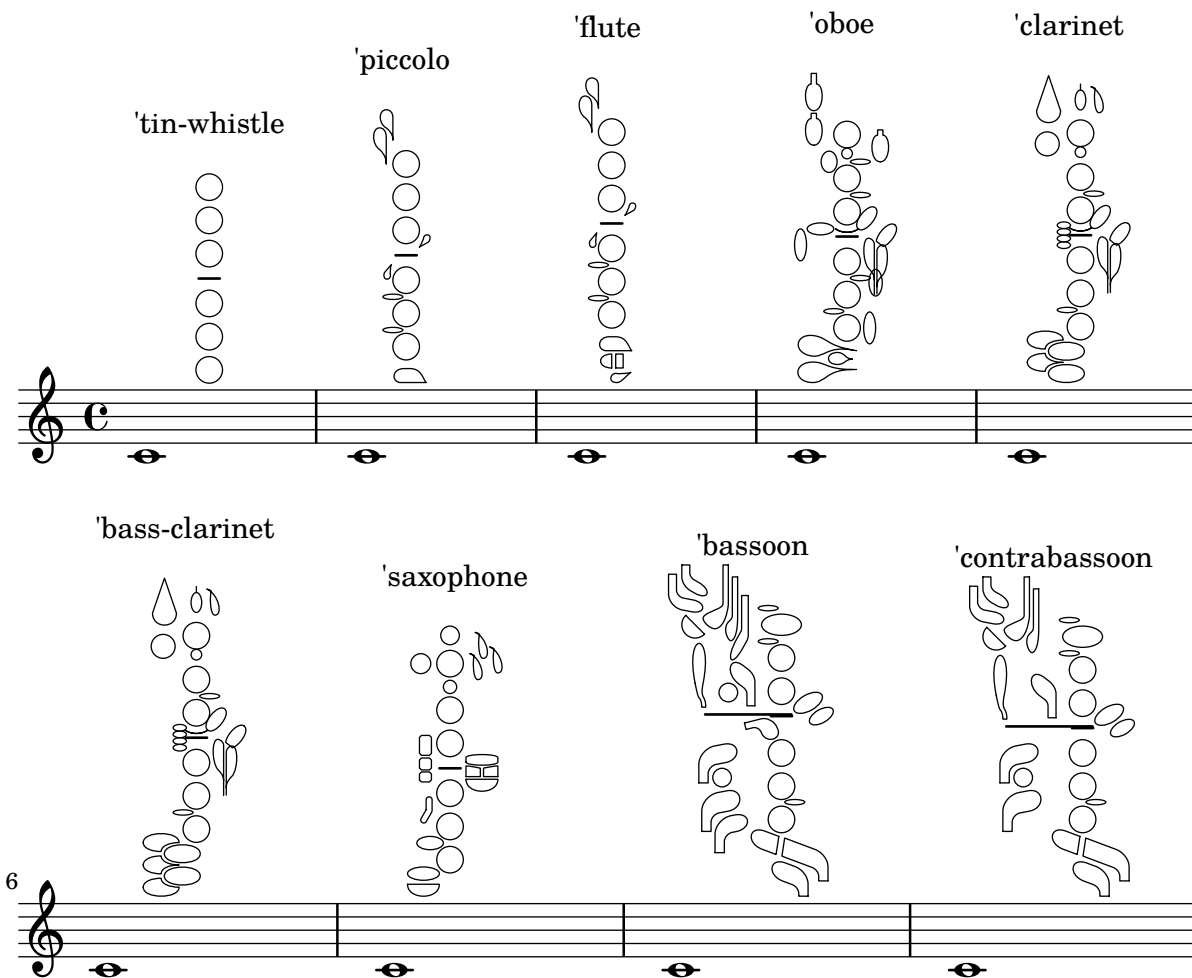 'tin-whistle
'piccolo
'flute
'oboe
'clarinet
'bass-clarinet
'saxophone
'bassoon
'contrabassoon
6